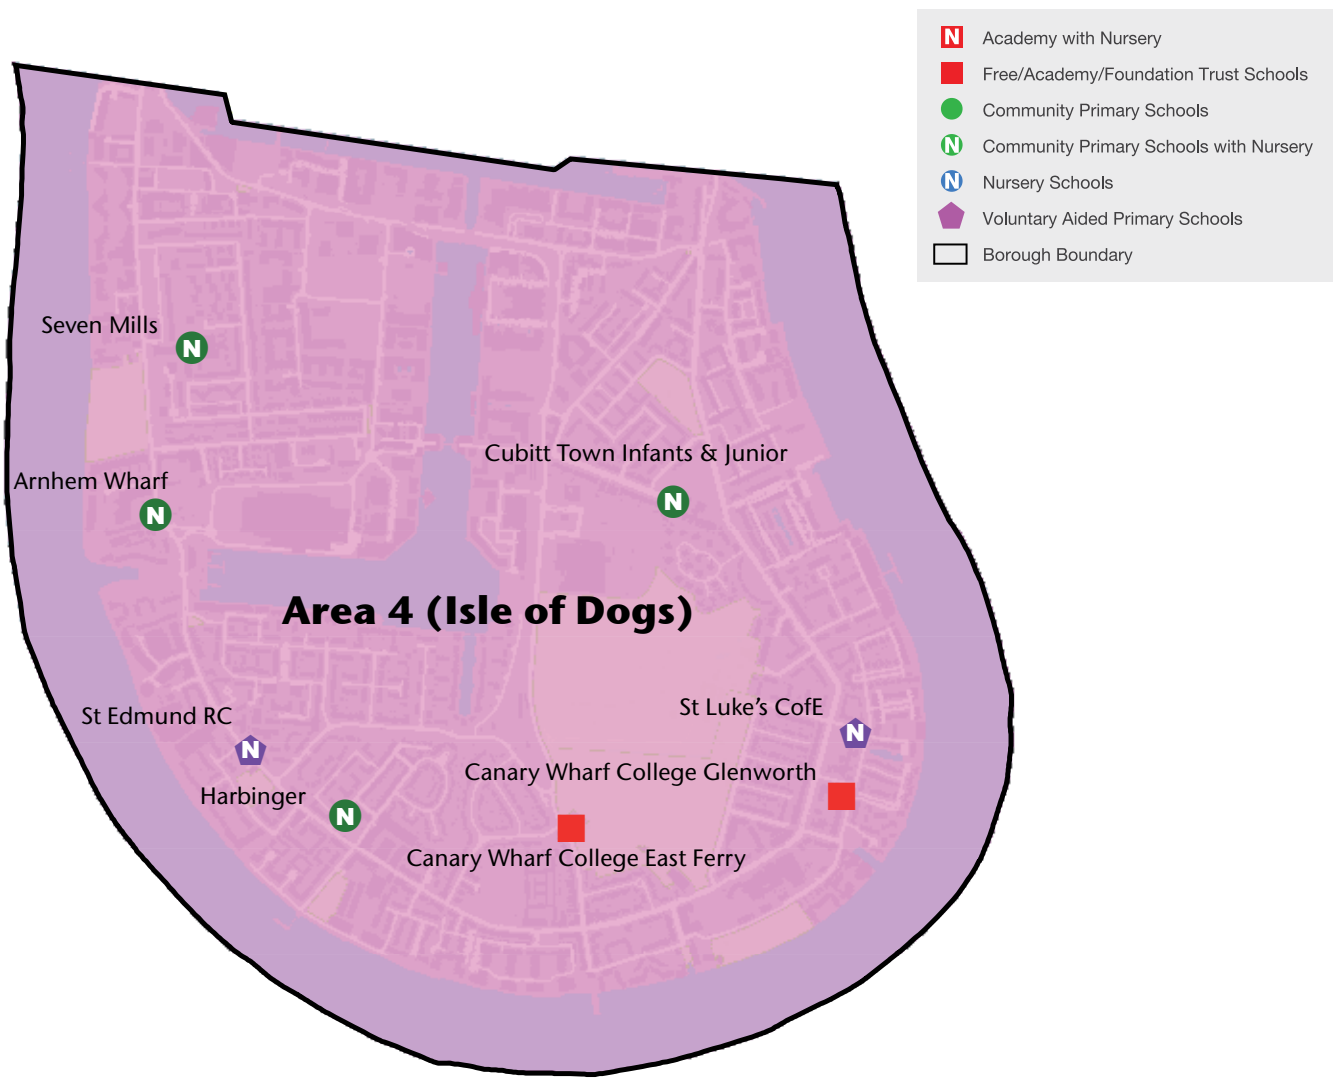 N Academy with Nursery
Free/Academy/Foundation Trust Schools
Community Primary Schools
N Community Primary Schools with Nursery
N Nursery Schools
Voluntary Aided Primary Schools
Borough Boundary
Seven Mills
N
Cubitt Town Infants & Junior
N
Arnhem Wharf
N
Area 4 (Isle of Dogs)
St Luke's CofE
N
St Edmund RC
N
Canary Wharf College Glenworth
Harbinger
N
Canary Wharf College East Ferry